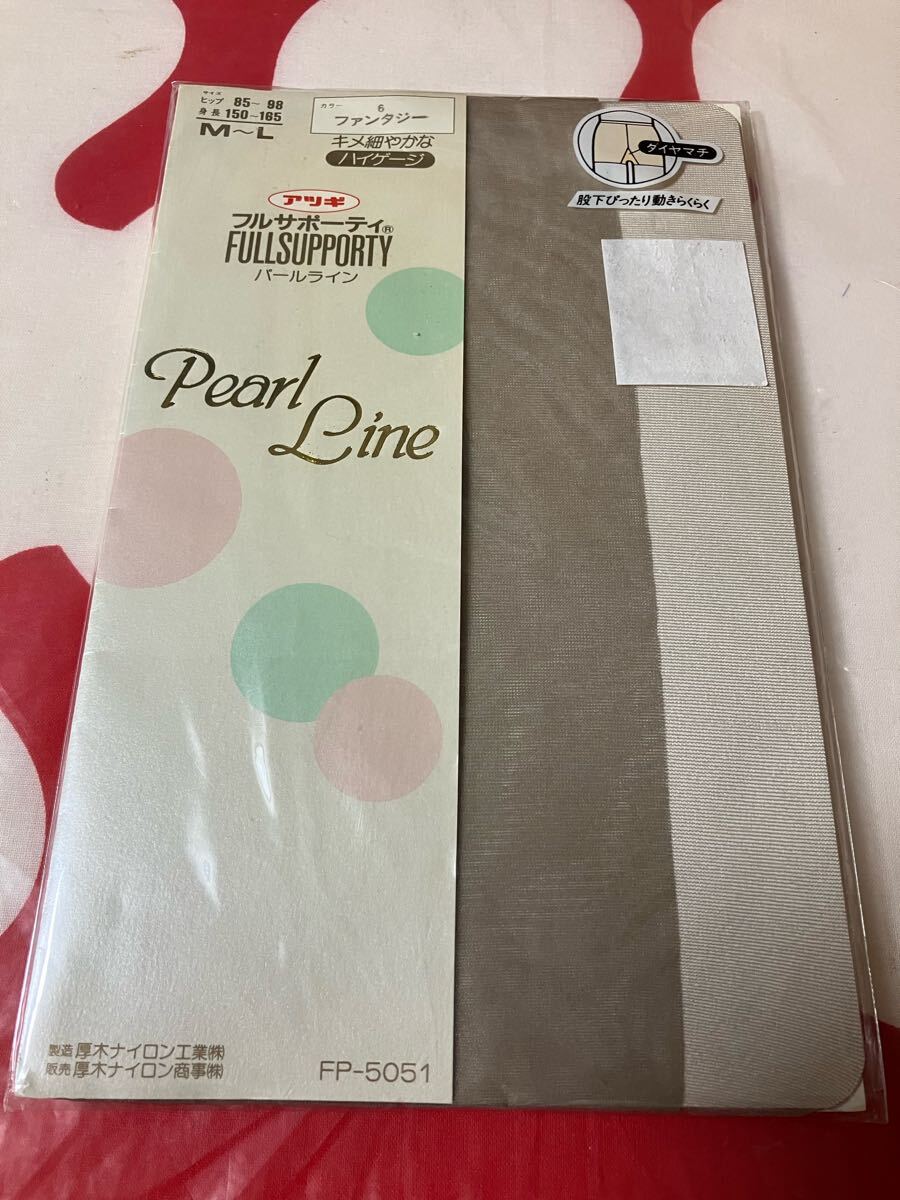 サイズ
ヒップ 85〜98
身長 150〜165
M〜L
カラー 6
ファンタジー
キメ細やかな
ハイゲージ
アツギ
フルサポーティ®
FULLSUPPORTY
パールライン
Pearl
Line
ダイヤマチ
股下ぴったり動きらくらく
製造 厚木ナイロン工業㈱
販売 厚木ナイロン商事㈱
FP-5051